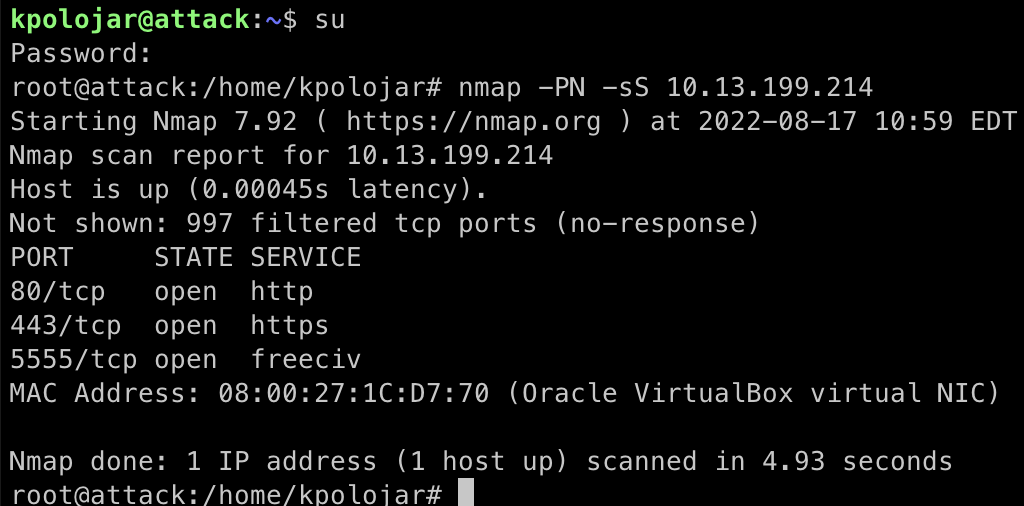 kpolojar@attack:~$ su
Password:
root@attack:/home/kpolojar# nmap -PN -sS 10.13.199.214
Starting Nmap 7.92 ( https://nmap.org ) at 2022-08-17 10:59 EDT
Nmap scan report for 10.13.199.214
Host is up (0.00045s latency).
Not shown: 997 filtered tcp ports (no-response)
PORT     STATE SERVICE
80/tcp   open  http
443/tcp  open  https
5555/tcp open  freeciv
MAC Address: 08:00:27:1C:D7:70 (Oracle VirtualBox virtual NIC)

Nmap done: 1 IP address (1 host up) scanned in 4.93 seconds
root@attack:/home/kpolojar#